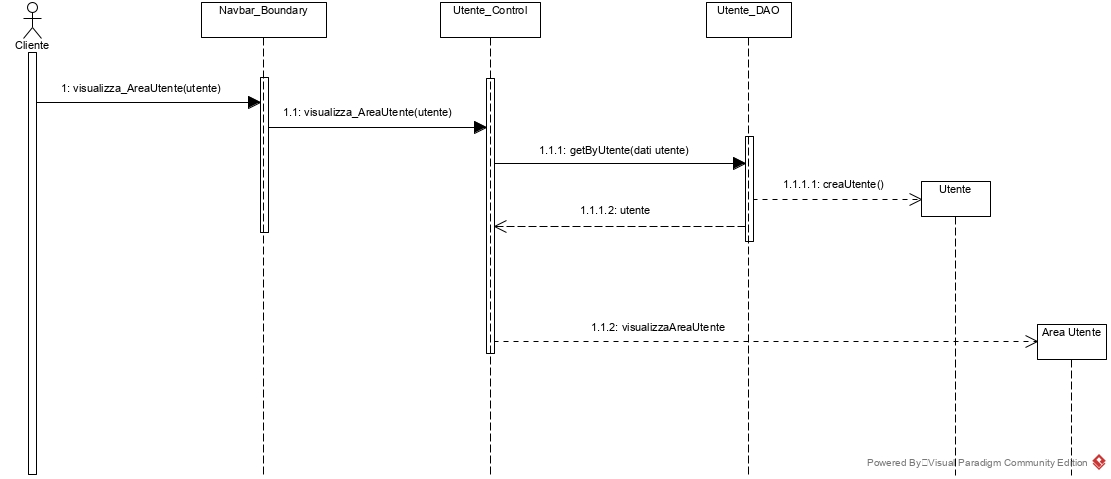 Navbar_Boundary
Utente_Control
Utente_DAO
Cliente
1: visualizza_AreaUtente(utente)
1.1: visualizza_AreaUtente(utente)
1.1.1: getByUtente(dati utente)
1.1.1.1: creaUtente()
Utente
1.1.1.2: utente
1.1.2: visualizzaAreaUtente
Area Utente
Powered By Visual Paradigm Community Edition